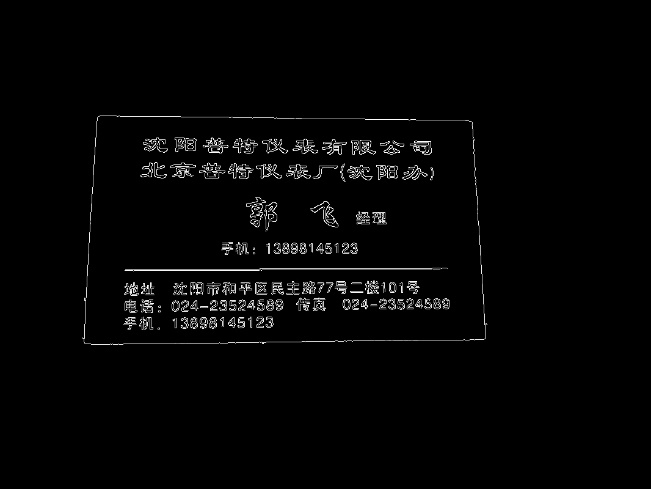 沈阳普特仪表有限公司
北京普特仪表厂(沈阳办)
郭 飞 经理
手机: 13898145123
地址 沈阳市和平区民主路77号二楼101号
电话: 024-23524589 传真 024-23524589
手机. 13898145123